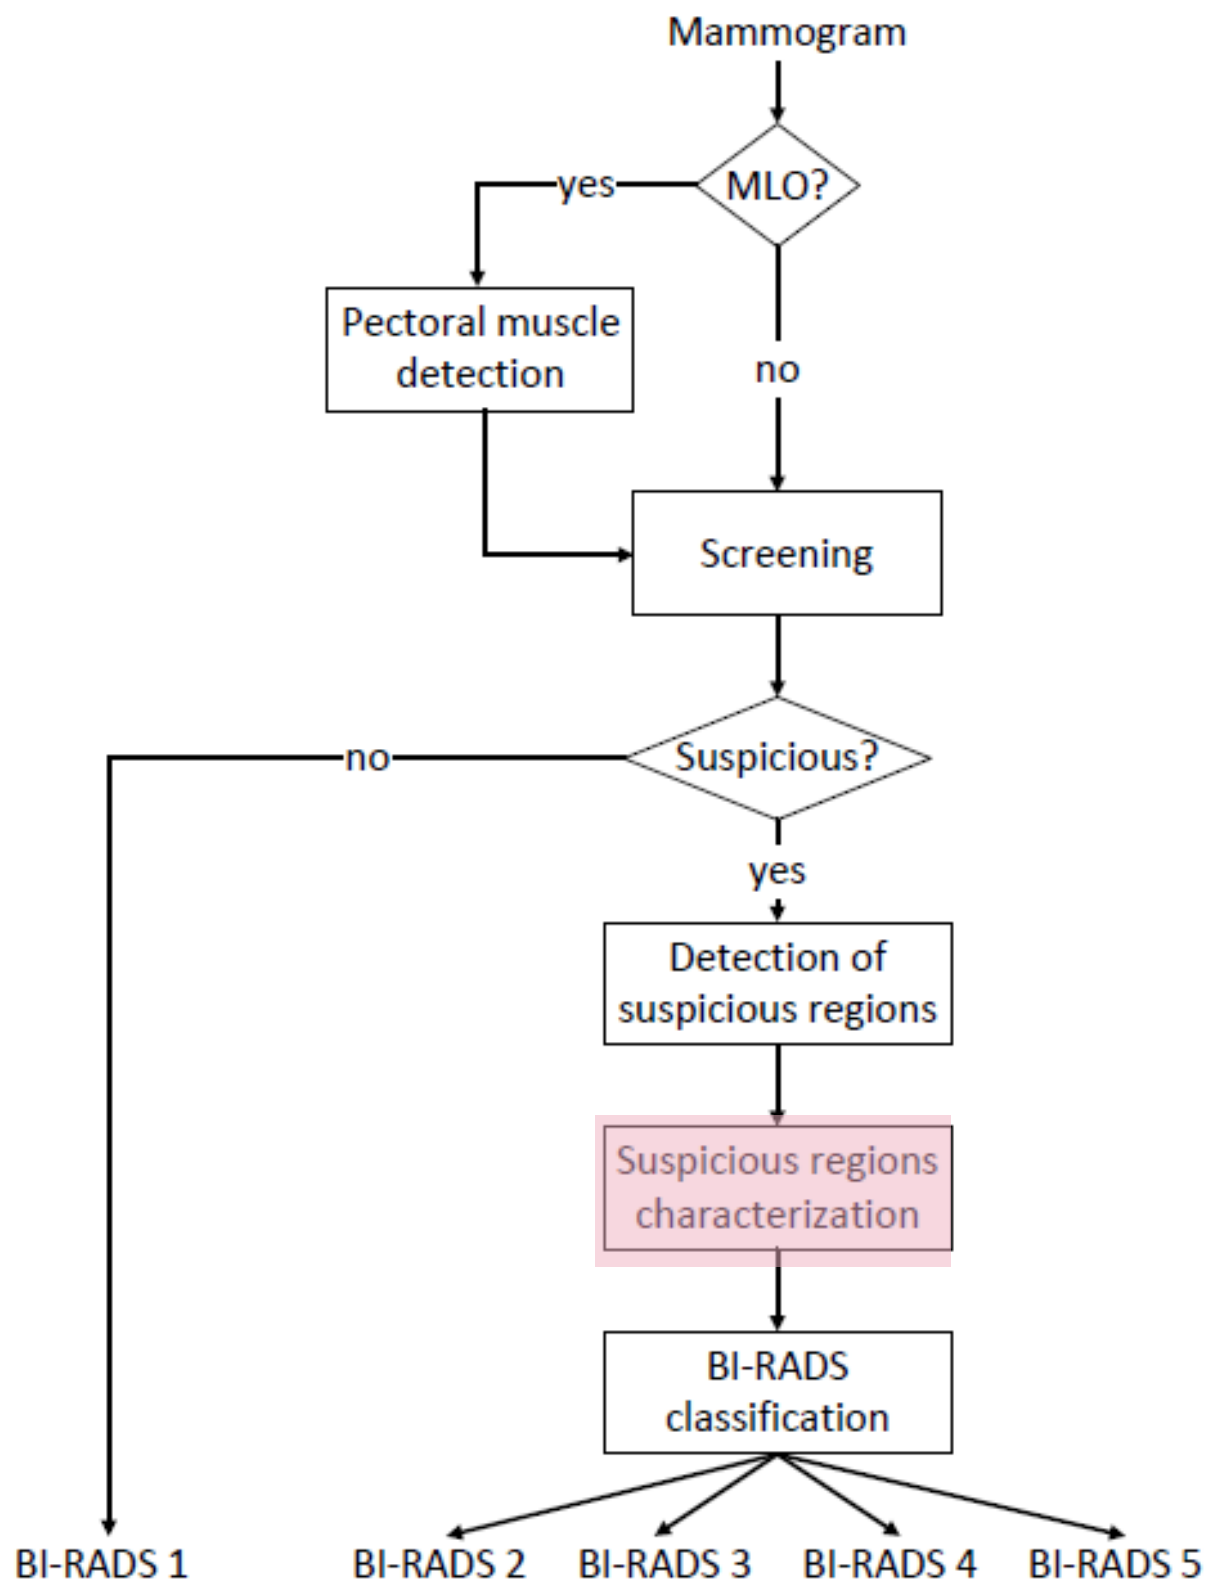 Mammogram
MLO?
yes
Pectoral muscle
detection
no
Screening
Suspicious?
no
yes
Detection of
suspicious regions
Suspicious regions
characterization
BI-RADS
classification
BI-RADS 1
BI-RADS 2
BI-RADS 3
BI-RADS 4
BI-RADS 5